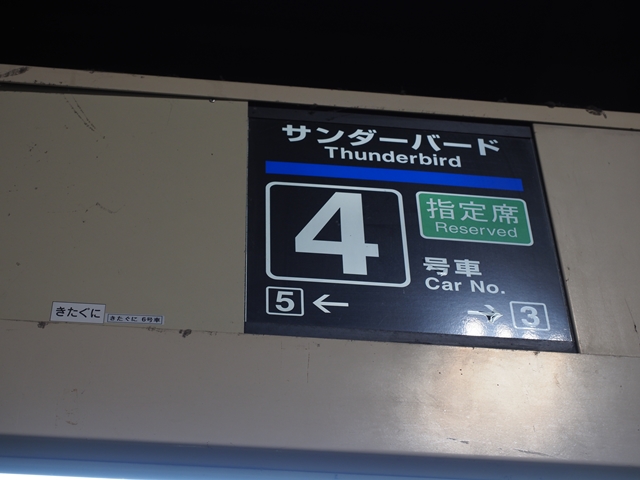 サンダーバード
Thunderbird
4
指定席
Reserved
号車
Car No.
5 ← → 3
きたぐに
きたぐに 6号車